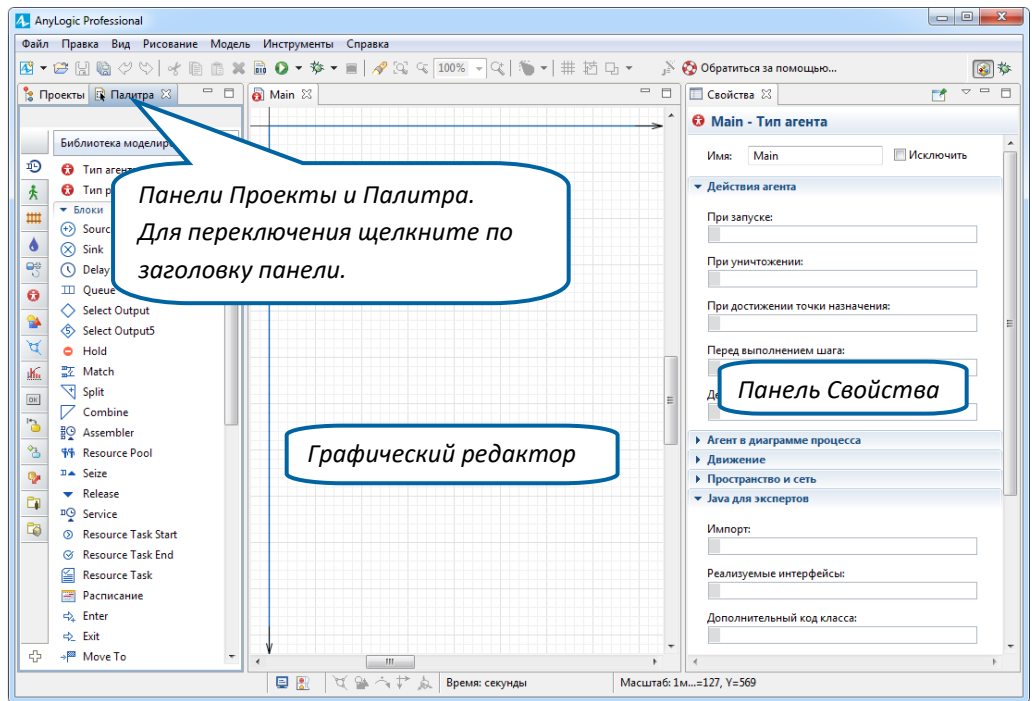 AnyLogic Professional
Файл Правка Вид Рисование Модель Инструменты Справка
100% Обратиться за помощью...
Проекты Палитра Main Свойства
Main - Тип агента
Имя: Main Исключить
Действия агента
При запуске:
При уничтожении:
При достижении точки назначения:
Перед выполнением шага:
Агент в диаграмме процесса
Движение
Пространство и сеть
Java для экспертов
Импорт:
Реализуемые интерфейсы:
Дополнительный код класса:
Библиотека
Тип
Тип
Блоки
Sink
Delay
Queue
Select Output
Select Output5
Hold
Match
Split
Combine
Assembler
Resource Pool
Seize
Release
Service
Resource Task Start
Resource Task End
Resource Task
Расписание
Enter
Exit
Move To
Панели Проекты и Палитра.
Для переключения щелкните по
заголовку панели.
Графический редактор
Панель Свойства
Время: секунды Масштаб: 1м...=127, Y=569